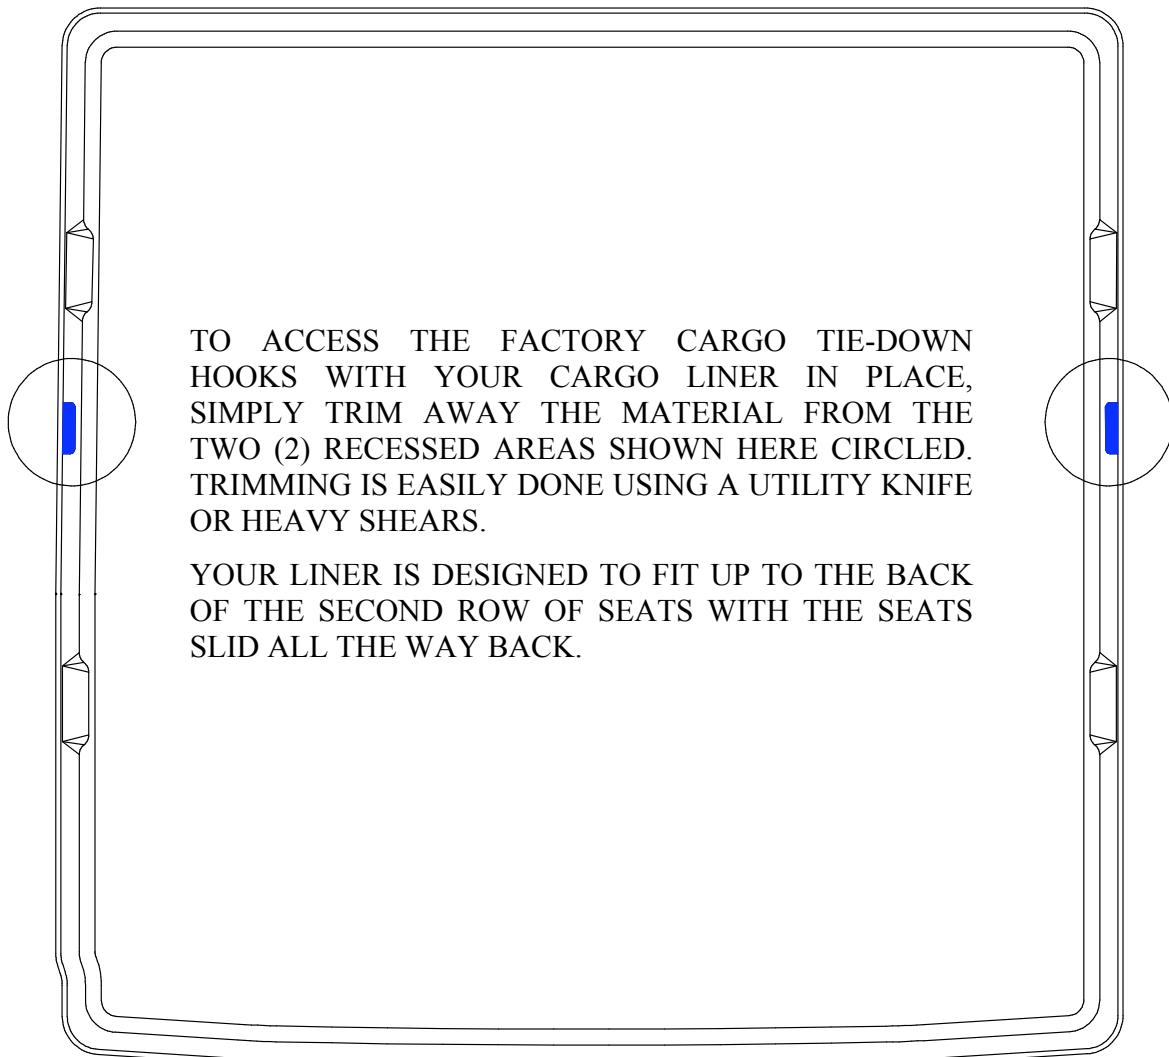 TO ACCESS THE FACTORY CARGO TIE-DOWN
HOOKS WITH YOUR CARGO LINER IN PLACE,
SIMPLY TRIM AWAY THE MATERIAL FROM THE
TWO (2) RECESSED AREAS SHOWN HERE CIRCLED.
TRIMMING IS EASILY DONE USING A UTILITY KNIFE
OR HEAVY SHEARS.
YOUR LINER IS DESIGNED TO FIT UP TO THE BACK
OF THE SECOND ROW OF SEATS WITH THE SEATS
SLID ALL THE WAY BACK.